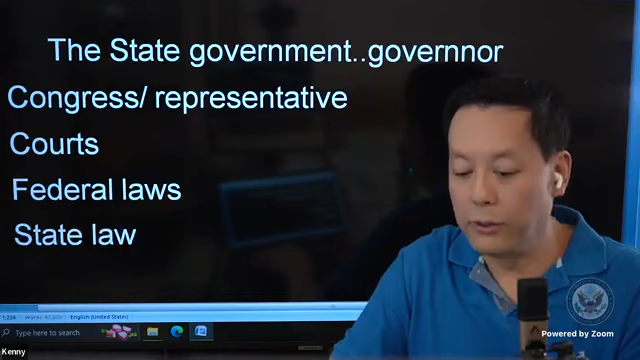 The State government..governnor
Congress/ representative
Courts
Federal laws
State law
English (United States)
Type here to search
Powered by Zoom
Kenny